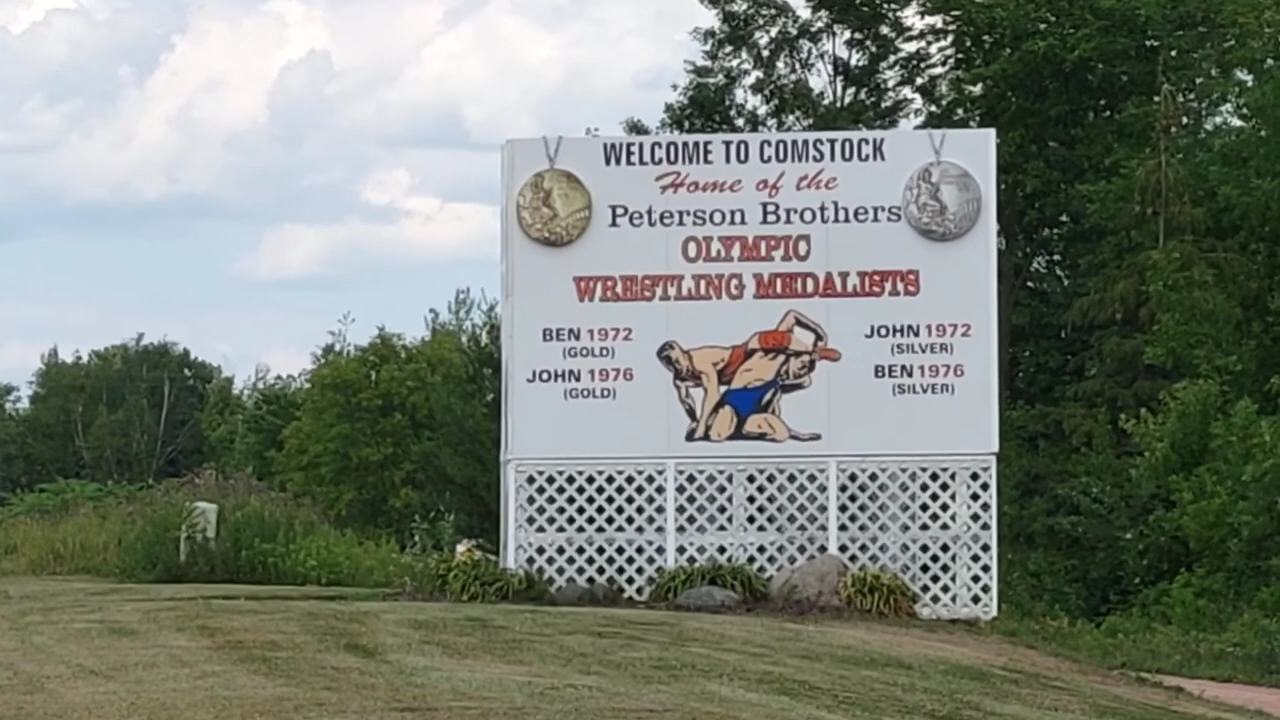 WELCOME TO COMSTOCK
Home of the
Peterson Brothers
OLYMPIC
WRESTLING MEDALISTS
BEN 1972
(GOLD)
JOHN 1976
(GOLD)
JOHN 1972
(SILVER)
BEN 1976
(SILVER)